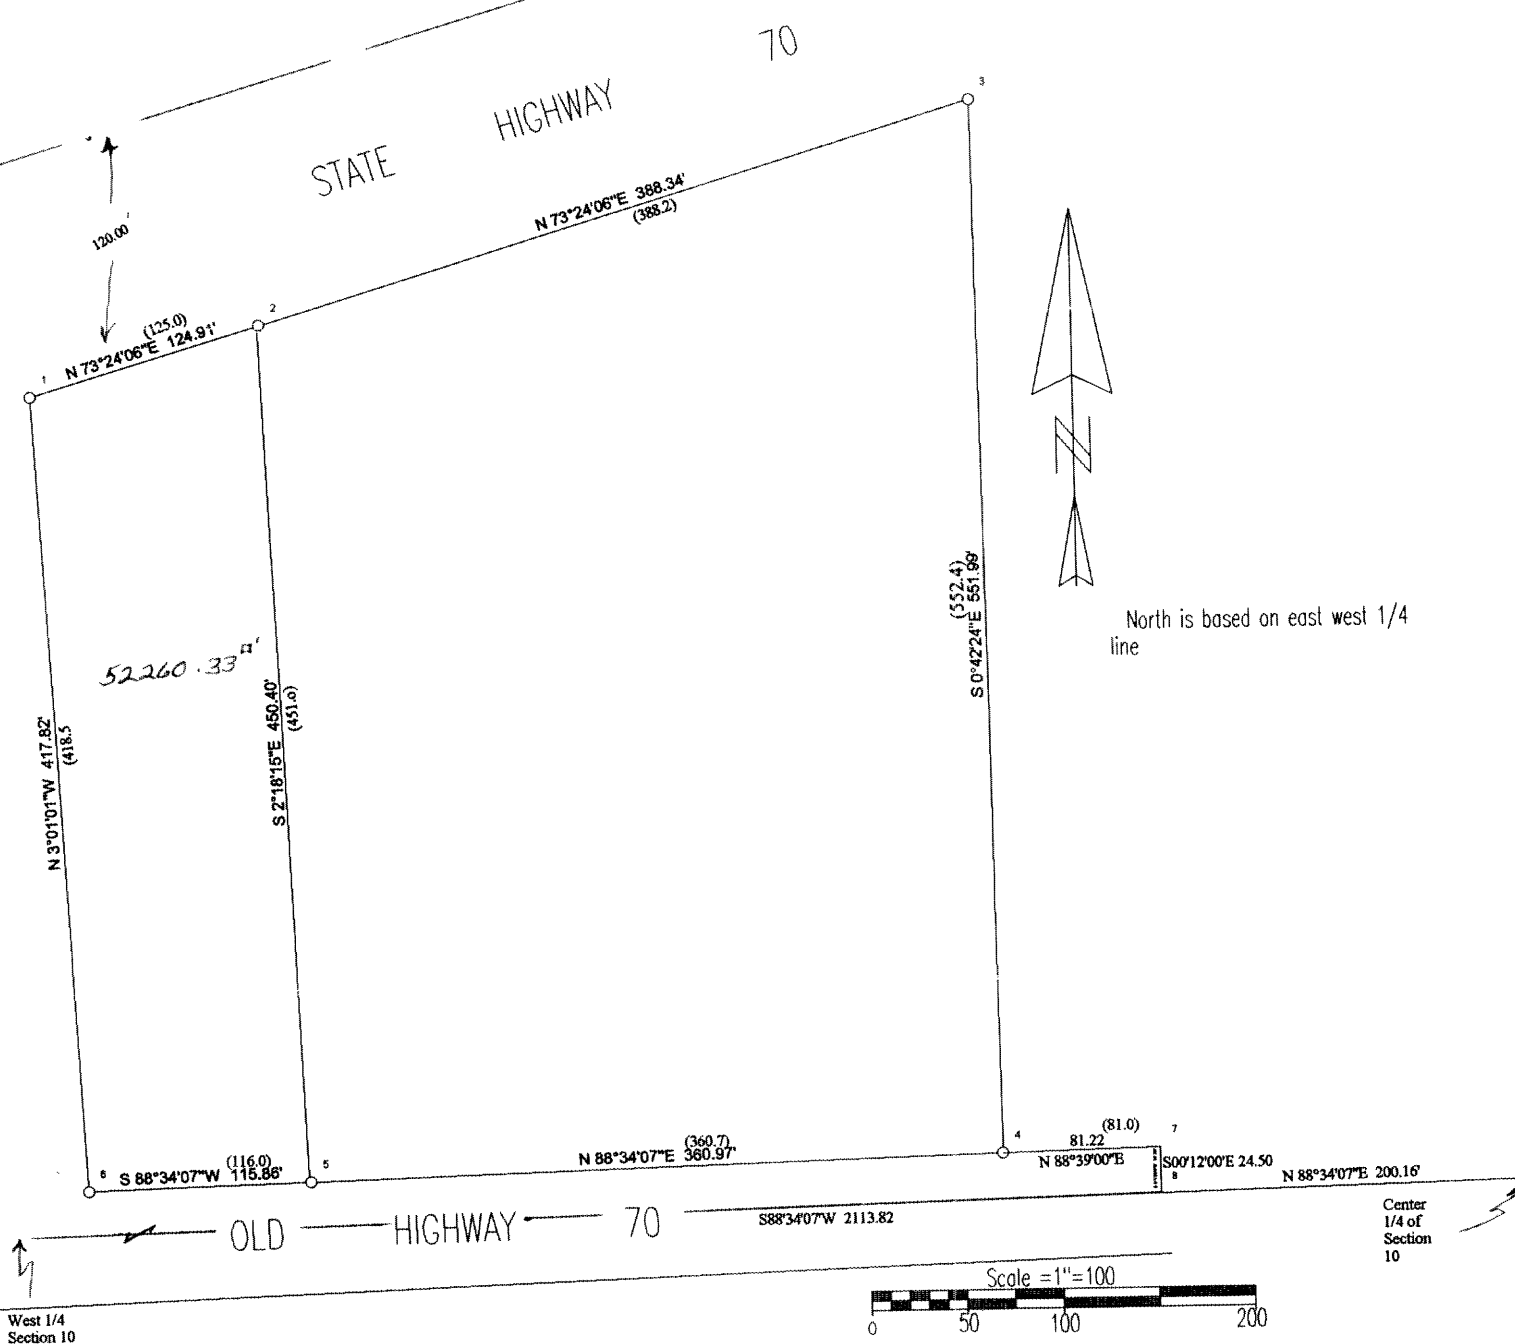 70
HIGHWAY
STATE
3
N 73°24'06"E 388.34'
(388.2)
120.00'
2
(125.0)
N 73°24'06"E 124.91'
1
(552.4)
S 0°42'24"E 551.99'
N
North is based on east west 1/4
line
52260.33 □'
N 3°01'01"W 417.82'
(418.5
S 2°18'15"E 450.40'
(451.0)
4
(81.0)
7
81.22
N 88°39'00"E
S00°12'00"E 24.50
8
N 88°34'07"E 200.16'
(360.7)
N 88°34'07"E 360.97'
5
(116.0)
S 88°34'07"W 115.86'
6
OLD HIGHWAY 70
S88°34'07"W 2113.82
Center
1/4 of
Section
10
Scale =1"=100
0 50 100 200
West 1/4
Section 10